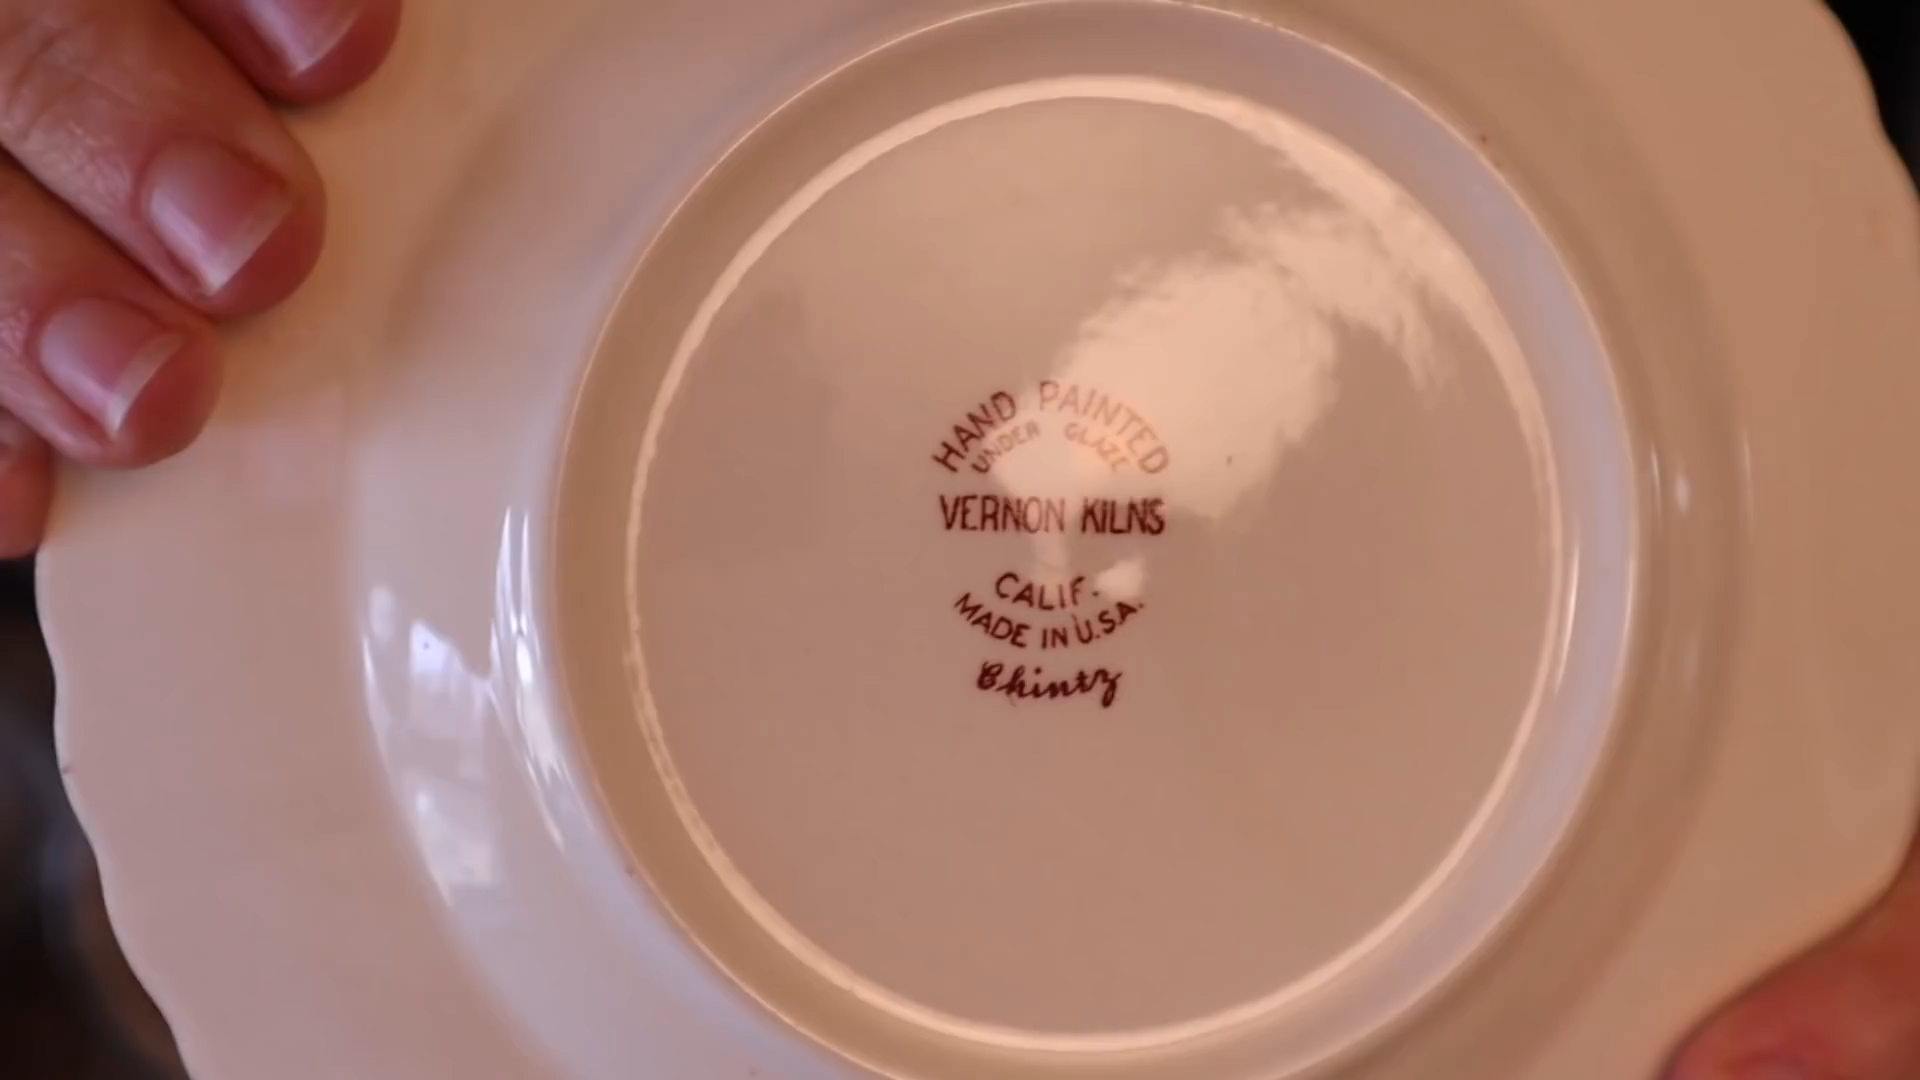 HAND PAINTED
UNDER GLAZE
VERNON KILNS
CALIF.
MADE IN U.S.A.
Chintz